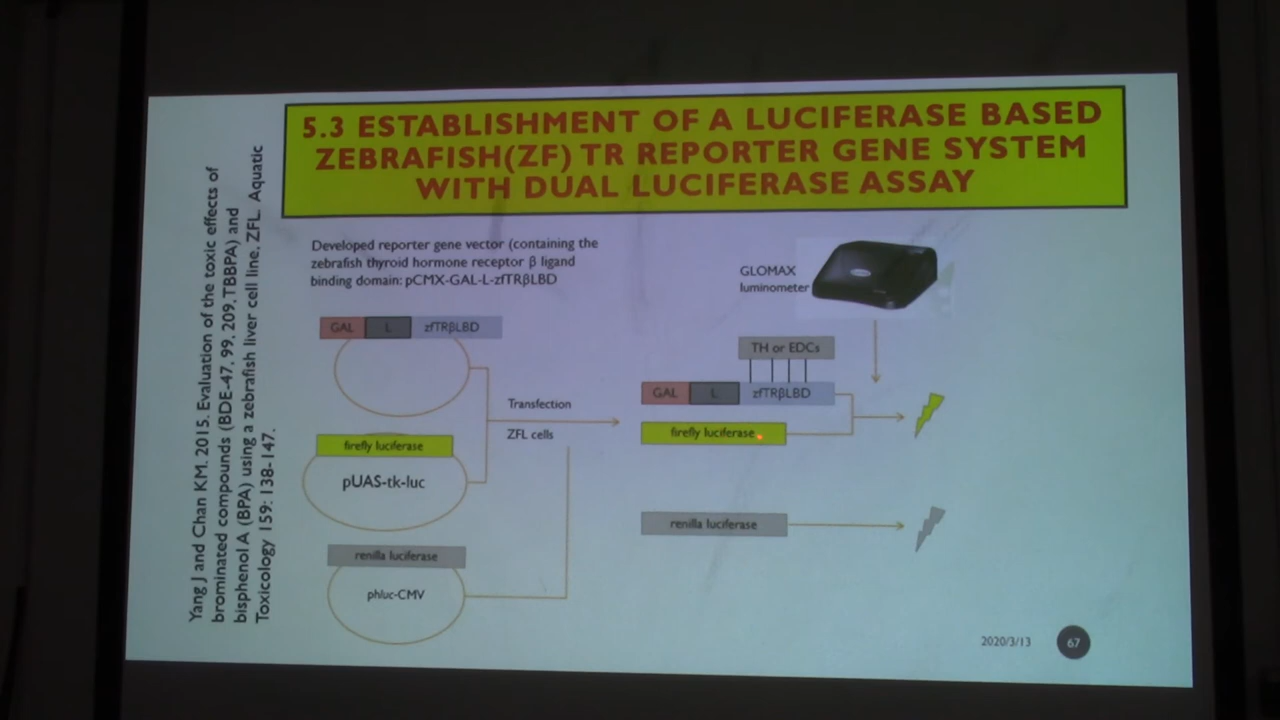 5.3 ESTABLISHMENT OF A LUCIFERASE BASED
ZEBRAFISH(ZF) TR REPORTER GENE SYSTEM
WITH DUAL LUCIFERASE ASSAY
Yang J and Chan KM. 2015. Evaluation of the toxic effects of
brominated compounds (BDE-47, 99, 209, TBBPA) and
bisphenol A (BPA) using a zebrafish liver cell line, ZFL. Aquatic
Toxicology 159: 138-147.
Developed reporter gene vector (containing the
zebrafish thyroid hormone receptor β ligand
binding domain: pCMX-GAL-L-zfTRβLBD
GAL L zfTRβLBD
firefly luciferase
pUAS-tk-luc
renilla luciferase
phluc-CMV
Transfection
ZFL cells
GLOMAX
luminometer
TH or EDCs
GAL L zfTRβLBD
firefly luciferase
renilla luciferase
2020/3/13
67